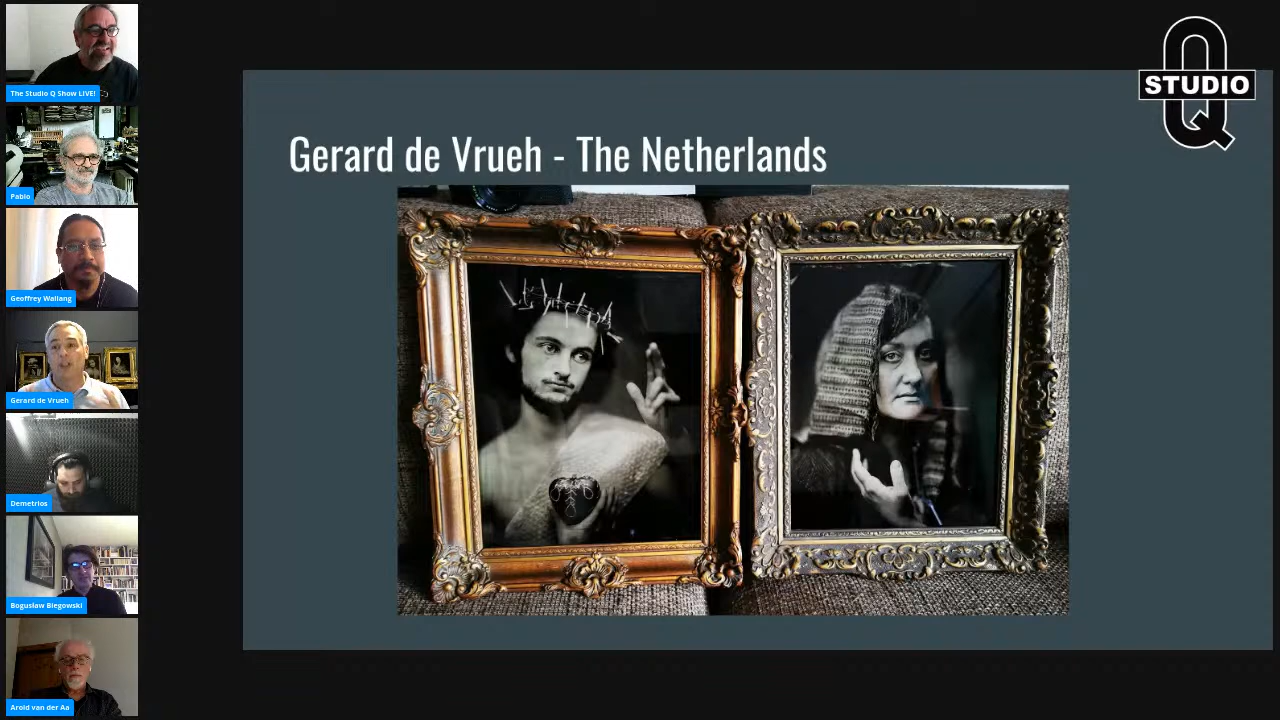 The Studio Q Show LIVE!
Pablo
Geoffrey Wallang
Gerard de Vrueh
Demetrios
Bogusław Biegowski
Arold van der Aa
Gerard de Vrueh - The Netherlands
STUDIO
Q